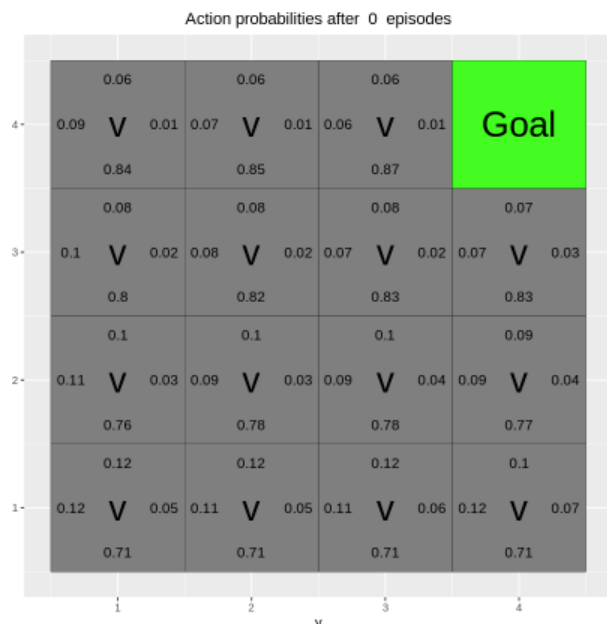 Action probabilities after 0 episodes
0.06 0.06 0.06
4 0.09 V 0.01 0.07 V 0.01 0.06 V 0.01 Goal
0.84 0.85 0.87
0.08 0.08 0.08 0.07
3 0.1 V 0.02 0.08 V 0.02 0.07 V 0.02 0.07 V 0.03
0.8 0.82 0.83 0.83
0.1 0.1 0.1 0.09
2 0.11 V 0.03 0.09 V 0.03 0.09 V 0.04 0.09 V 0.04
0.76 0.78 0.78 0.77
0.12 0.12 0.12 0.1
1 0.12 V 0.05 0.11 V 0.05 0.11 V 0.06 0.12 V 0.07
0.71 0.71 0.71 0.71
1 2 3 4